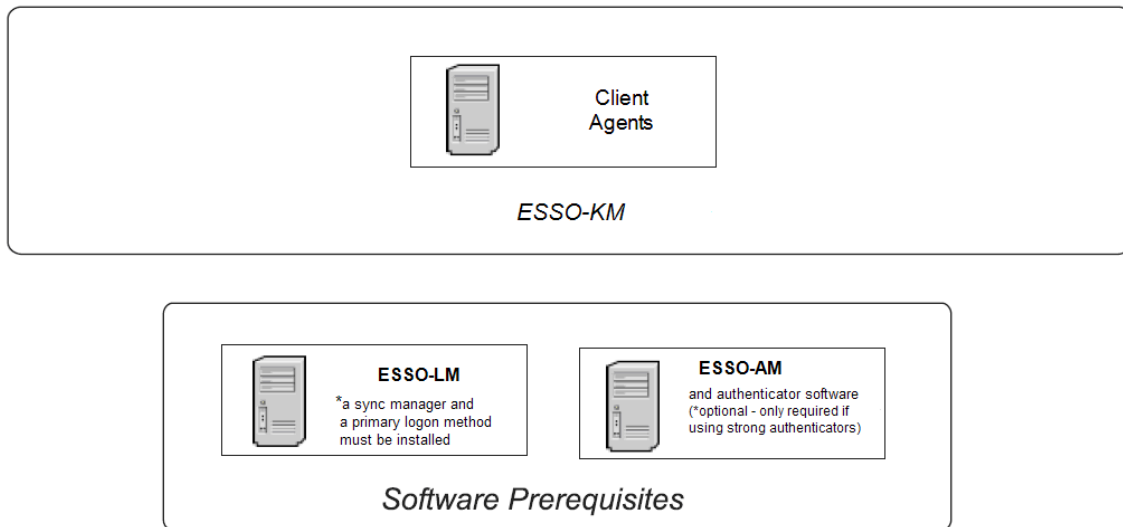 Client
Agents
ESSO-KM
ESSO-LM
*a sync manager and
a primary logon method
must be installed
ESSO-AM
and authenticator software
(*optional - only required if
using strong authenticators)
Software Prerequisites